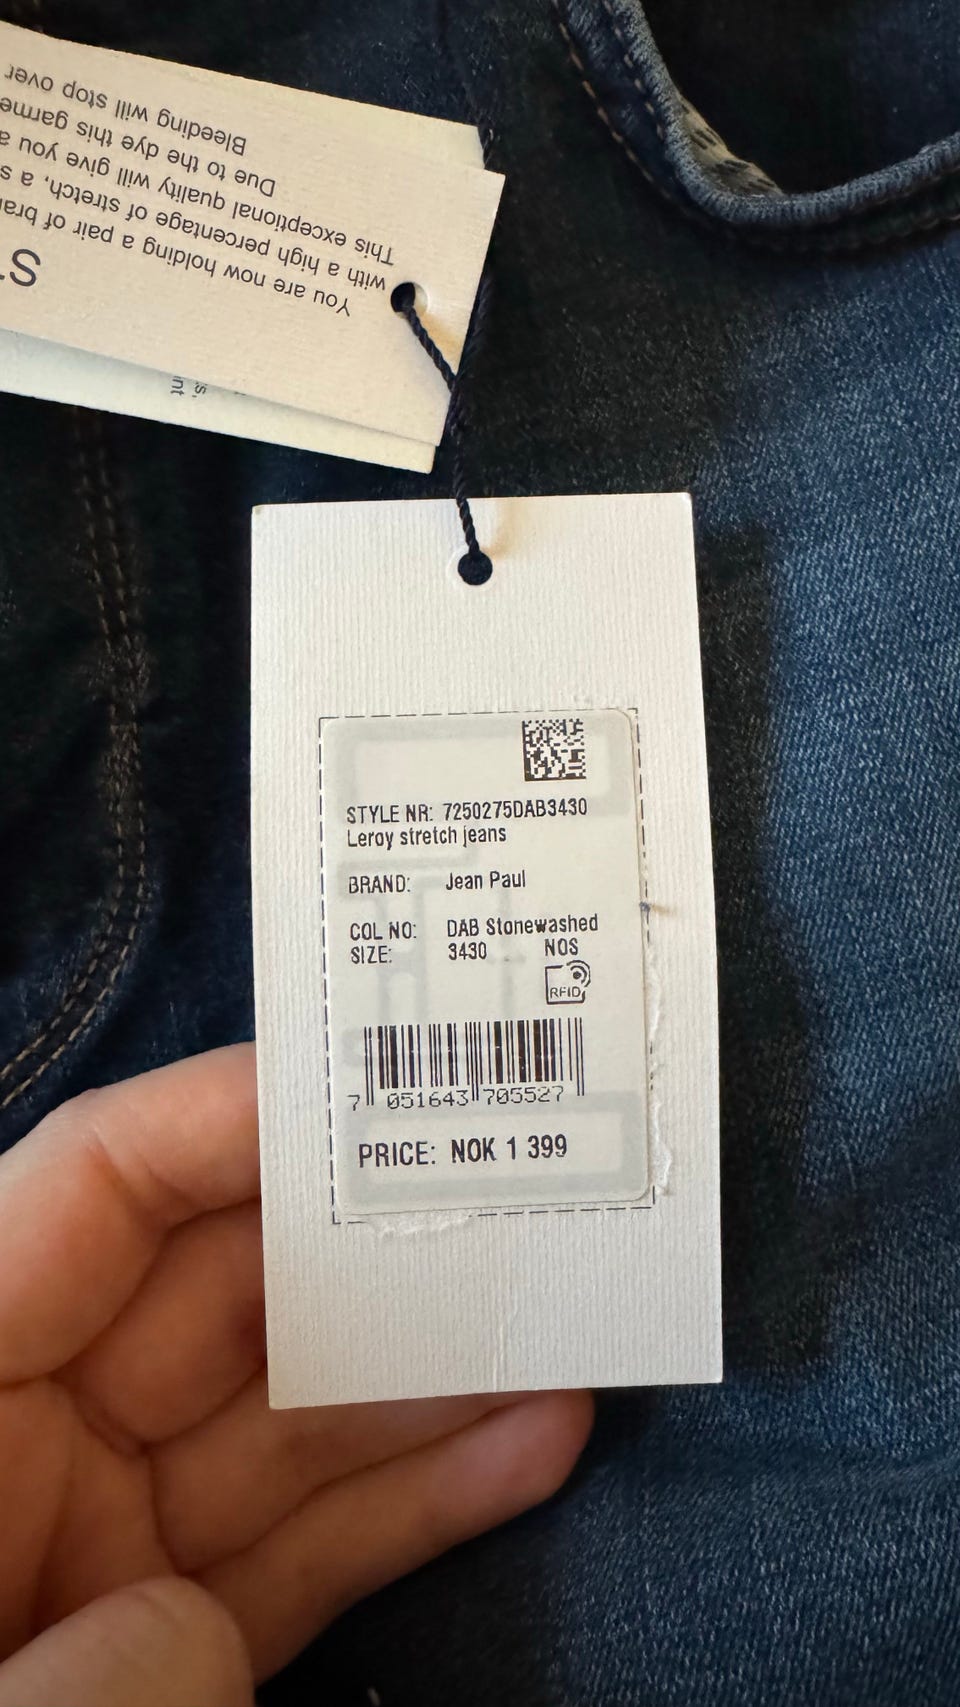 S
You are now holding a pair of
with a high percentage of stretch, a
This exceptional quality will give you
Due to the dye this
Bleeding will stop over
STYLE NR: 7250275DAB3430
Leroy stretch jeans
BRAND: Jean Paul
COL NO: DAB Stonewashed
SIZE: 3430 NOS
RFID
7 051643 705527
PRICE: NOK 1 399